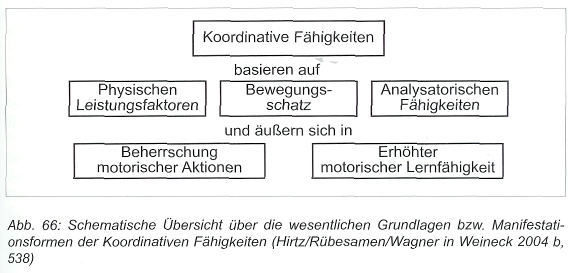 Koordinative Fähigkeiten
basieren auf
Physischen Bewegungs- Analysatorischen
Leistungsfaktoren schatz Fähigkeiten
und äußern sich in
Beherrschung Erhöhter
motorischer Aktionen motorischer Lernfähigkeit
Abb. 66: Schematische Übersicht über die wesentlichen Grundlagen bzw. Manifestati-
onsformen der Koordinativen Fähigkeiten (Hirtz/Rübesamen/Wagner in Weineck 2004 b,
538)